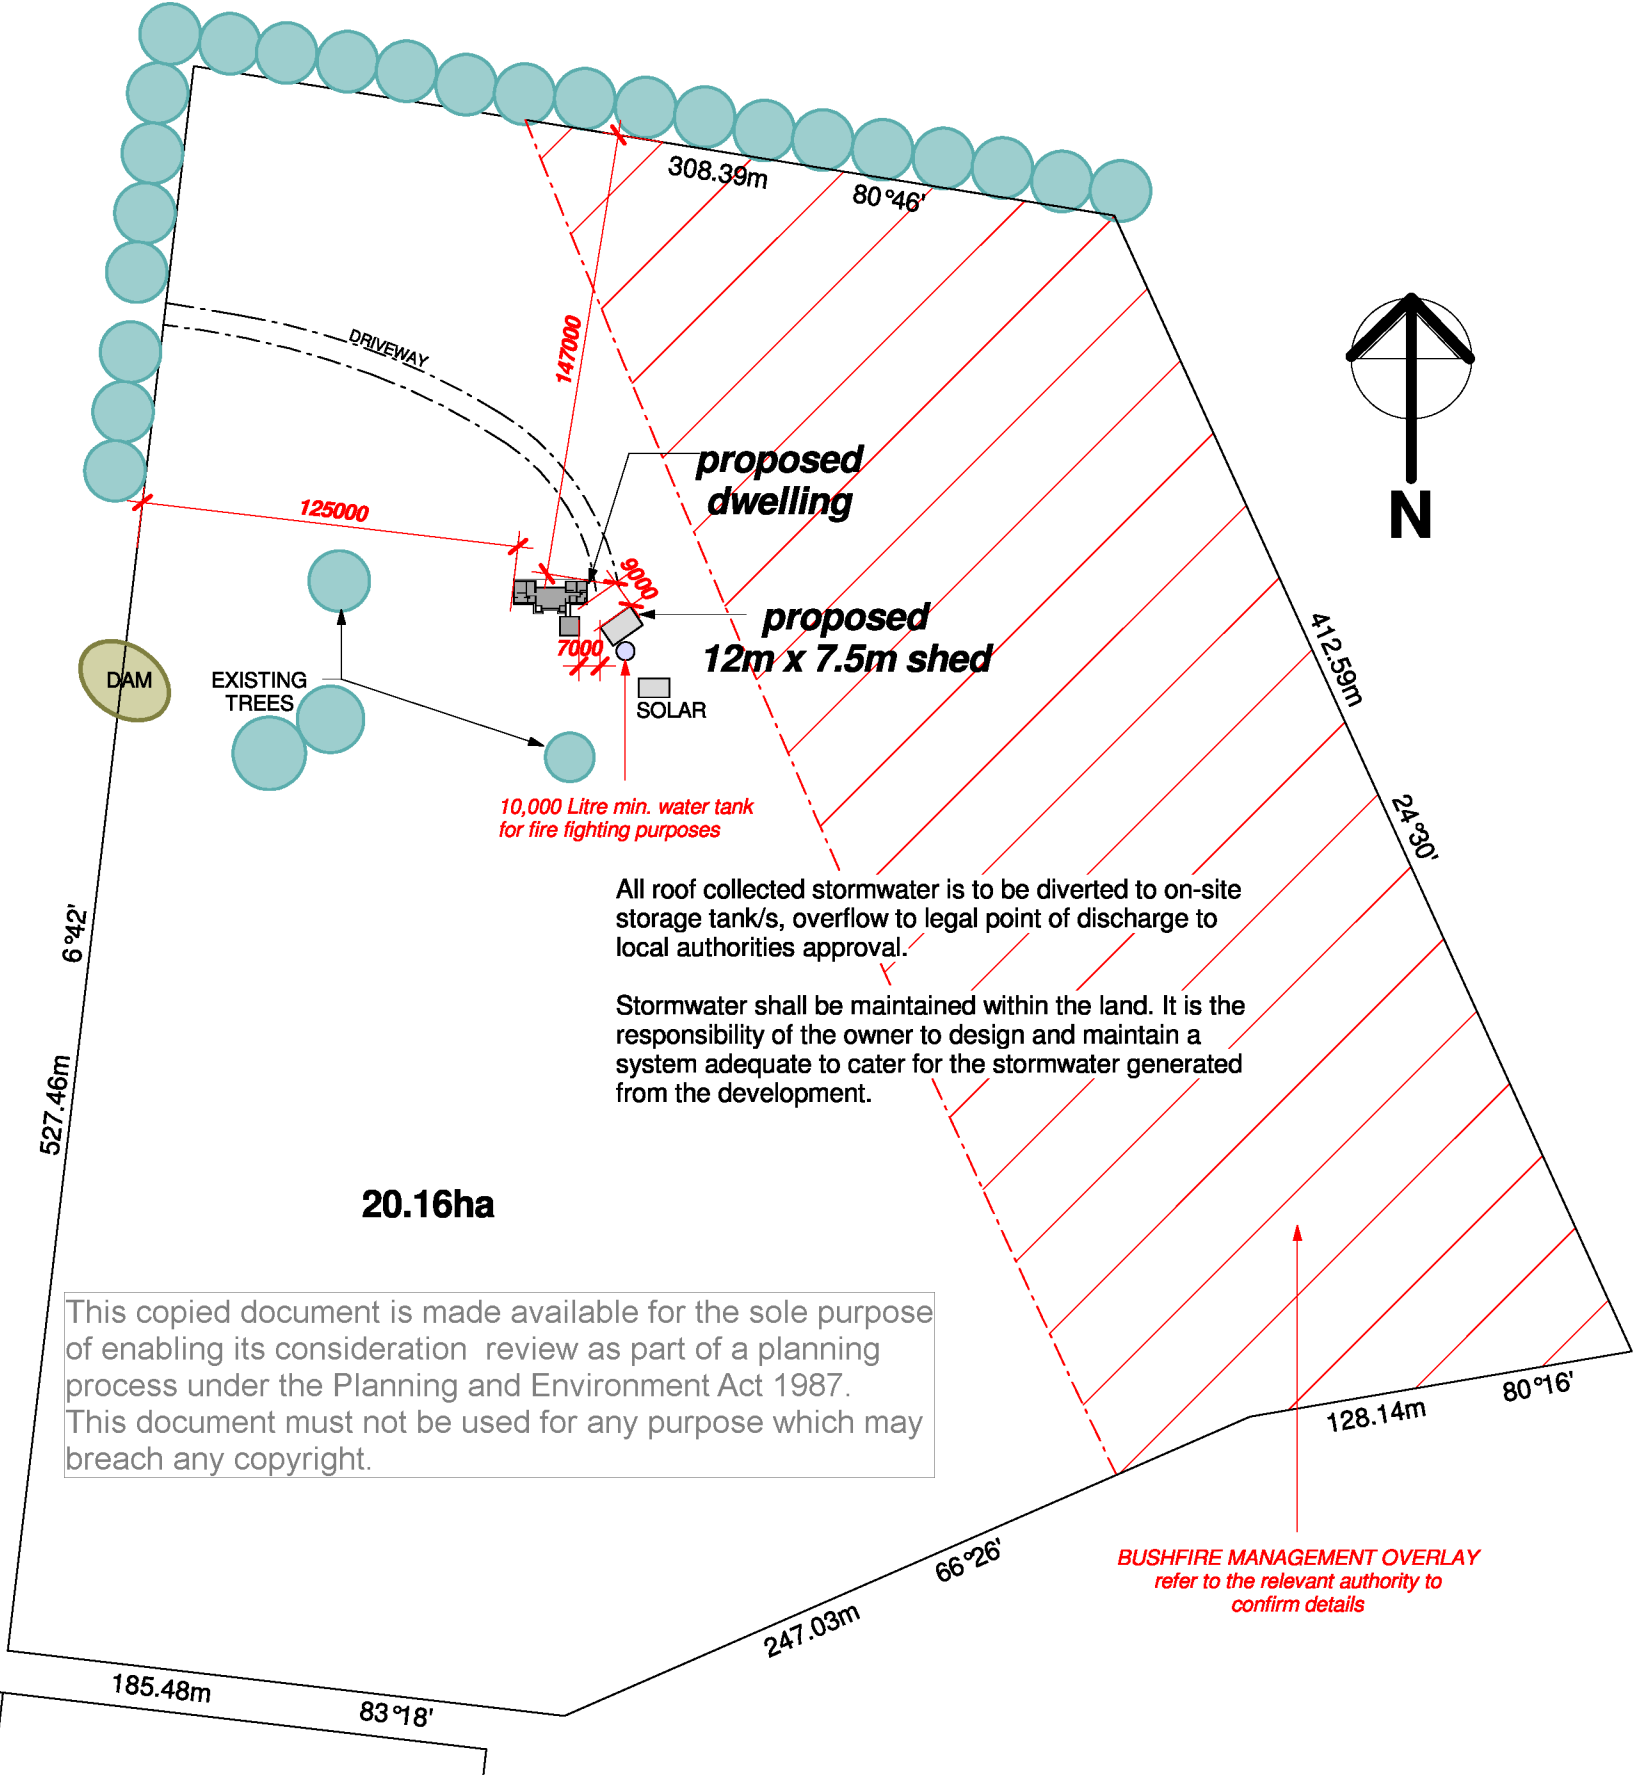 308.39m
80°46'
DRIVEWAY
147000
proposed
dwelling
125000
N
9000
proposed
12m x 7.5m shed
7000
412.59m
DAM
EXISTING
TREES
SOLAR
10,000 Litre min. water tank
for fire fighting purposes
24°30'
All roof collected stormwater is to be diverted to on-site
storage tank/s, overflow to legal point of discharge to
local authorities approval.
Stormwater shall be maintained within the land. It is the
responsibility of the owner to design and maintain a
system adequate to cater for the stormwater generated
from the development.
6°42'
527.46m
20.16ha
This copied document is made available for the sole purpose
of enabling its consideration  review as part of a planning
process under the Planning and Environment Act 1987.
This document must not be used for any purpose which may
breach any copyright.
80°16'
128.14m
66°26'
247.03m
BUSHFIRE MANAGEMENT OVERLAY
refer to the relevant authority to
confirm details
185.48m
83°18'